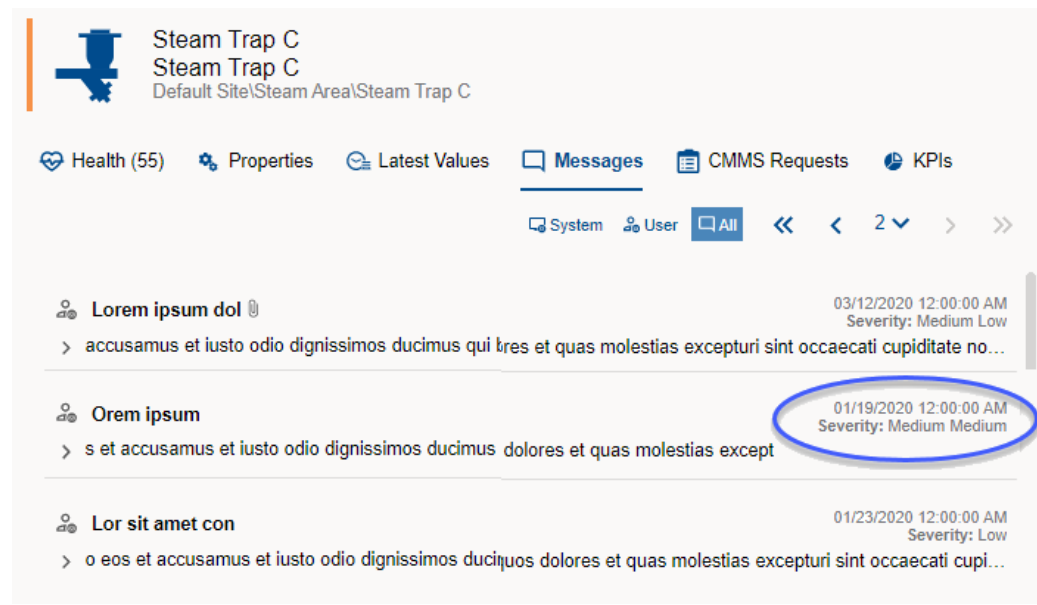 Steam Trap C
Steam Trap C
Default Site\Steam Area\Steam Trap C
Health (55) Properties Latest Values Messages CMMS Requests KPIs
System User All 2
Lorem ipsum dol 03/12/2020 12:00:00 AM
Severity: Medium Low
accusamus et iusto odio dignissimos ducimus qui res et quas molestias excepturi sint occaecati cupiditate no...
Orem ipsum 01/19/2020 12:00:00 AM
Severity: Medium Medium
s et accusamus et iusto odio dignissimos ducimus dolores et quas molestias except
Lor sit amet con 01/23/2020 12:00:00 AM
Severity: Low
o eos et accusamus et iusto odio dignissimos duci quos dolores et quas molestias excepturi sint occaecati cupi...